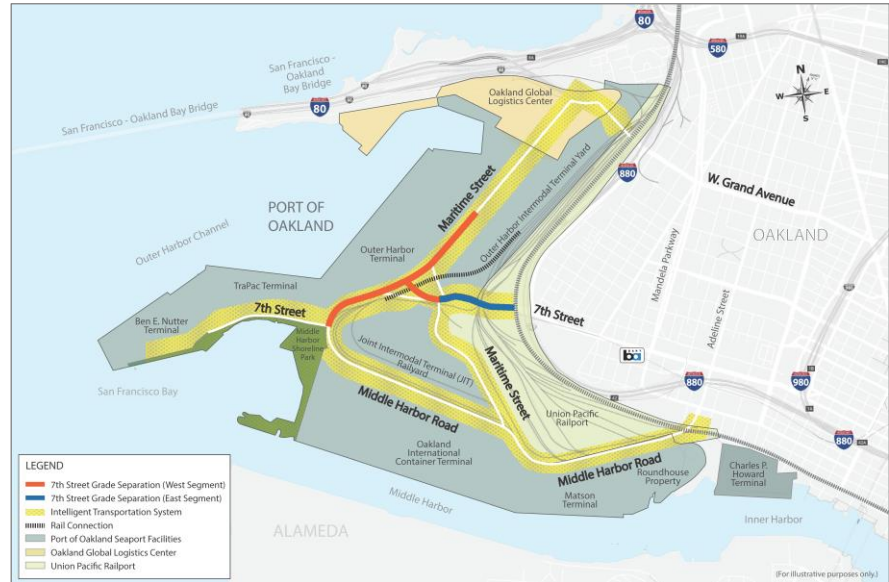 San Francisco - Oakland Bay Bridge
San Francisco -
Oakland
Bay Bridge
80
80
580
N
W
E
S
Oakland Global
Logistics Center
880
W. Grand Avenue
Maritime Street
Outer Harbor Intermodal Terminal Yard
PORT OF
OAKLAND
OAKLAND
Mandela Parkway
Outer Harbor Channel
Outer Harbor
Terminal
TraPac Terminal
7th Street
7th Street
Adeline Street
Ben E. Nutter
Terminal
Middle
Harbor
Shoreline
Park
Joint Intermodal Terminal (JIT)
Railyard
Maritime Street
ba
San Francisco Bay
880
980
Middle Harbor Road
Union Pacific
Railport
880
Oakland
International
Container Terminal
Middle Harbor Road
Roundhouse
Property
Charles P.
Howard
Terminal
Matson
Terminal
Middle Harbor
Inner Harbor
ALAMEDA
LEGEND
7th Street Grade Separation (West Segment)
7th Street Grade Separation (East Segment)
Intelligent Transportation System
Rail Connection
Port of Oakland Seaport Facilities
Oakland Global Logistics Center
Union Pacific Railport
(For illustrative purposes only.)